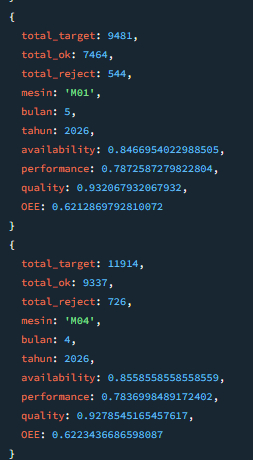 }
{
total_target: 9481,
total_ok: 7464,
total_reject: 544,
mesin: 'M01',
bulan: 5,
tahun: 2026,
availability: 0.8466954022988505,
performance: 0.7872587279822804,
quality: 0.932067932067932,
OEE: 0.6212869792810072
}
{
total_target: 11914,
total_ok: 9337,
total_reject: 726,
mesin: 'M04',
bulan: 4,
tahun: 2026,
availability: 0.8558558558558559,
performance: 0.7836998489172402,
quality: 0.9278545165457617,
OEE: 0.6223436686598087
}